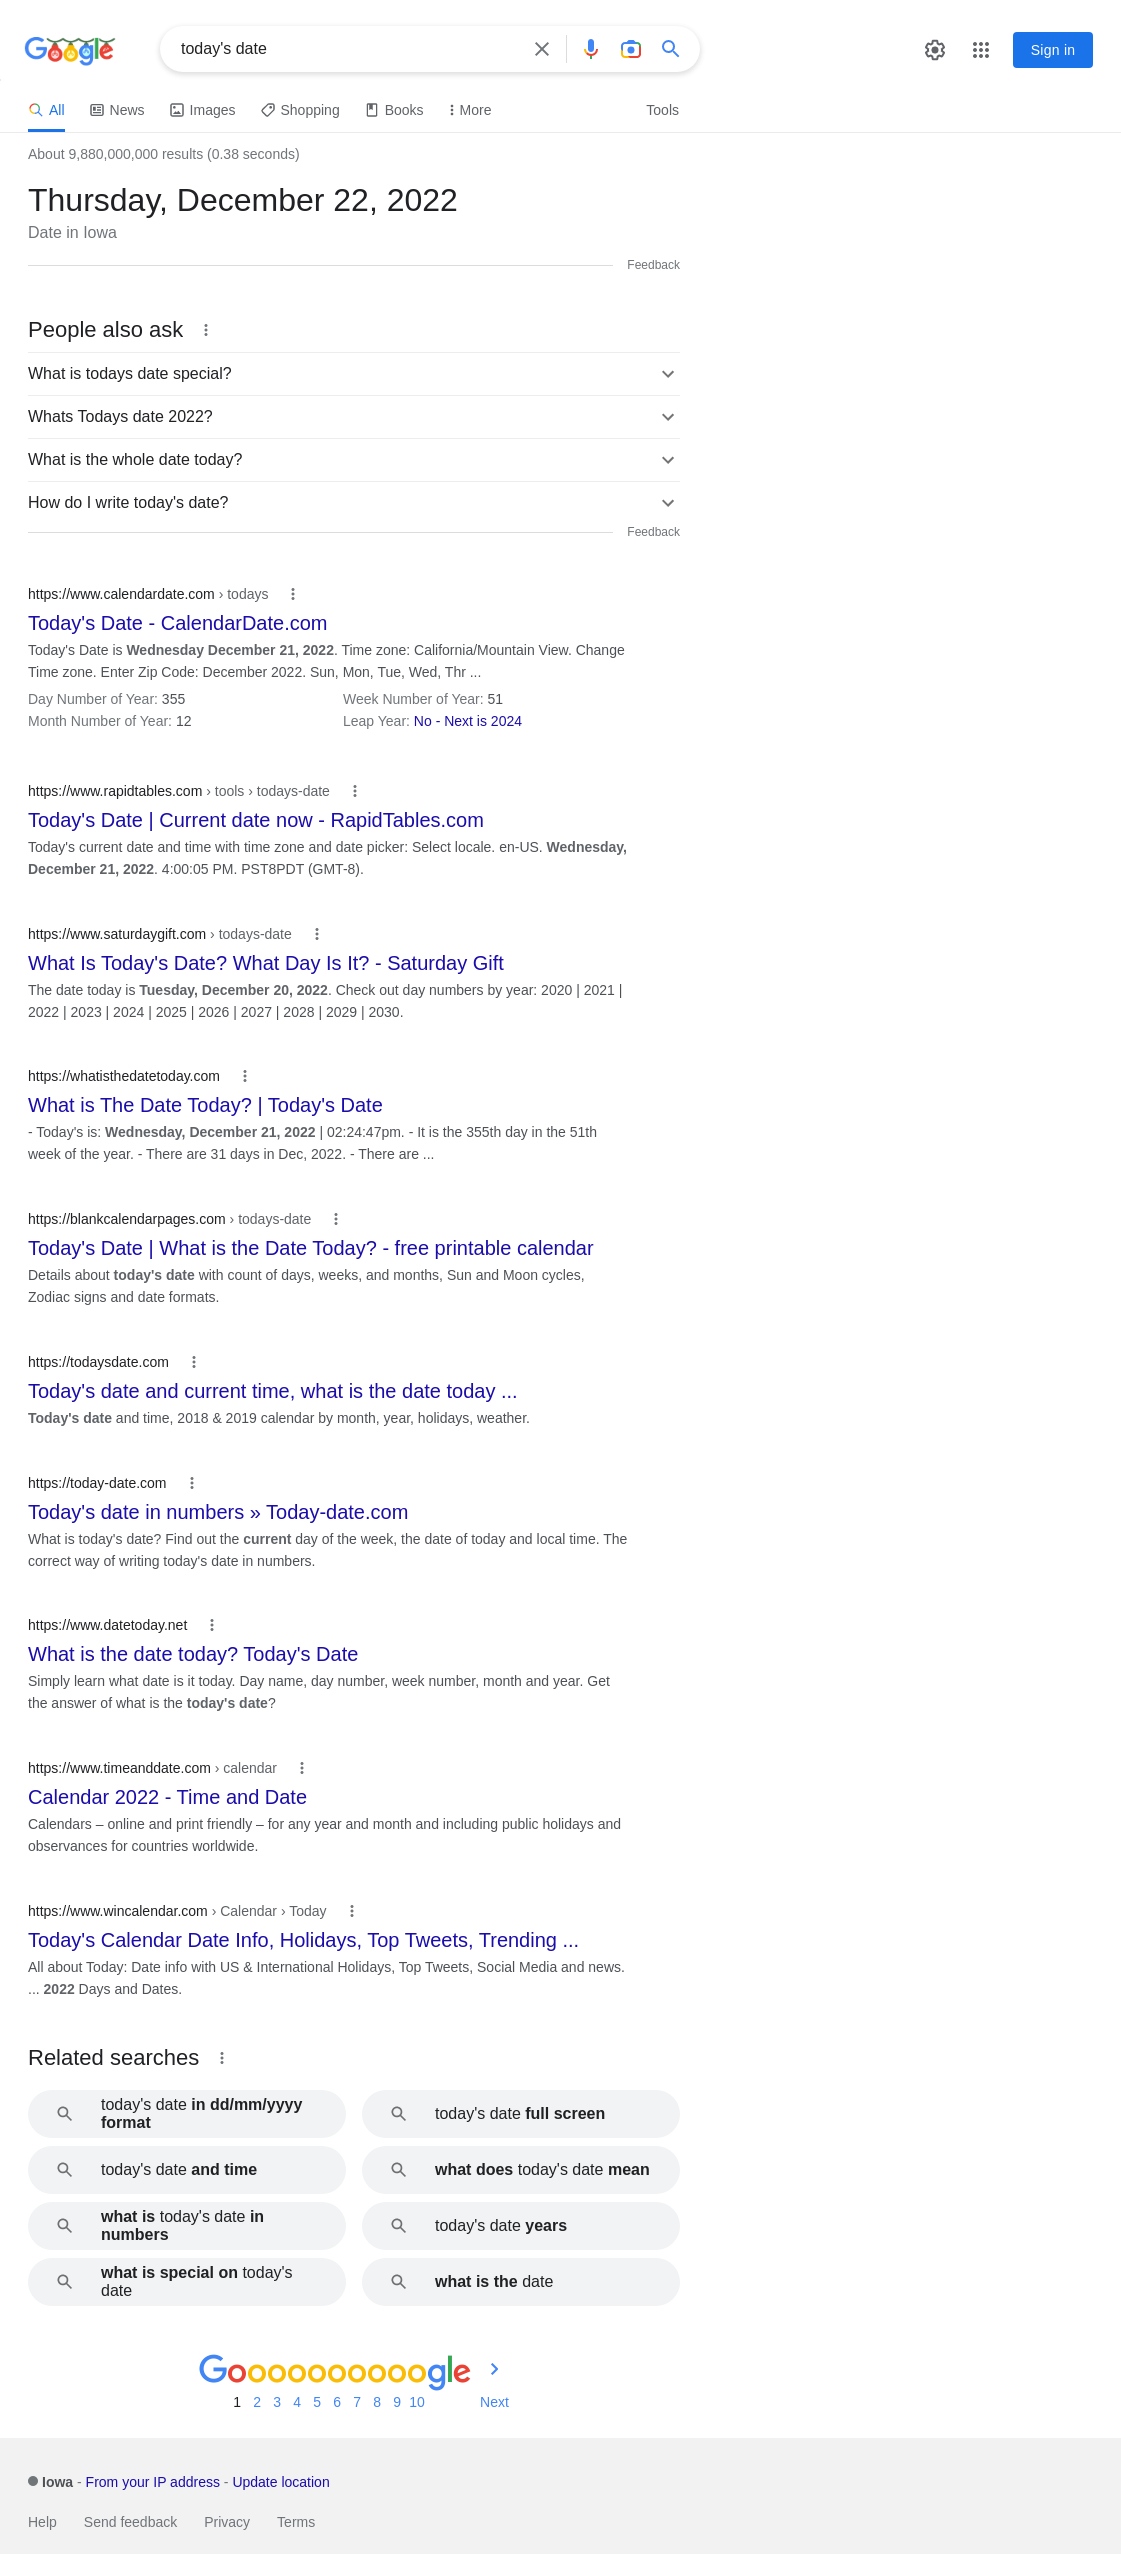 Google
today's date
Sign in
All News Images Shopping Books More Tools
About 9,880,000,000 results (0.38 seconds)
Thursday, December 22, 2022
Date in Iowa
Feedback
People also ask
What is todays date special?
Whats Todays date 2022?
What is the whole date today?
How do I write today's date?
Feedback
https://www.calendardate.com › todays
Today's Date - CalendarDate.com
Today's Date is Wednesday December 21, 2022. Time zone: California/Mountain View. Change
Time zone. Enter Zip Code: December 2022. Sun, Mon, Tue, Wed, Thr ...
Day Number of Year: 355 Week Number of Year: 51
Month Number of Year: 12 Leap Year: No - Next is 2024
https://www.rapidtables.com › tools › todays-date
Today's Date | Current date now - RapidTables.com
Today's current date and time with time zone and date picker: Select locale. en-US. Wednesday,
December 21, 2022. 4:00:05 PM. PST8PDT (GMT-8).
https://www.saturdaygift.com › todays-date
What Is Today's Date? What Day Is It? - Saturday Gift
The date today is Tuesday, December 20, 2022. Check out day numbers by year: 2020 | 2021 |
2022 | 2023 | 2024 | 2025 | 2026 | 2027 | 2028 | 2029 | 2030.
https://whatisthedatetoday.com
What is The Date Today? | Today's Date
- Today's is: Wednesday, December 21, 2022 | 02:24:47pm. - It is the 355th day in the 51th
week of the year. - There are 31 days in Dec, 2022. - There are ...
https://blankcalendarpages.com › todays-date
Today's Date | What is the Date Today? - free printable calendar
Details about today's date with count of days, weeks, and months, Sun and Moon cycles,
Zodiac signs and date formats.
https://todaysdate.com
Today's date and current time, what is the date today ...
Today's date and time, 2018 & 2019 calendar by month, year, holidays, weather.
https://today-date.com
Today's date in numbers » Today-date.com
What is today's date? Find out the current day of the week, the date of today and local time. The
correct way of writing today's date in numbers.
https://www.datetoday.net
What is the date today? Today's Date
Simply learn what date is it today. Day name, day number, week number, month and year. Get
the answer of what is the today's date?
https://www.timeanddate.com › calendar
Calendar 2022 - Time and Date
Calendars – online and print friendly – for any year and month and including public holidays and
observances for countries worldwide.
https://www.wincalendar.com › Calendar › Today
Today's Calendar Date Info, Holidays, Top Tweets, Trending ...
All about Today: Date info with US & International Holidays, Top Tweets, Social Media and news.
... 2022 Days and Dates.
Related searches
today's date in dd/mm/yyyy
format
today's date full screen
today's date and time
what does today's date mean
what is today's date in
numbers
today's date years
what is special on today's
date
what is the date
Goooooooooogle
1 2 3 4 5 6 7 8 9 10 Next
Iowa - From your IP address - Update location
Help Send feedback Privacy Terms